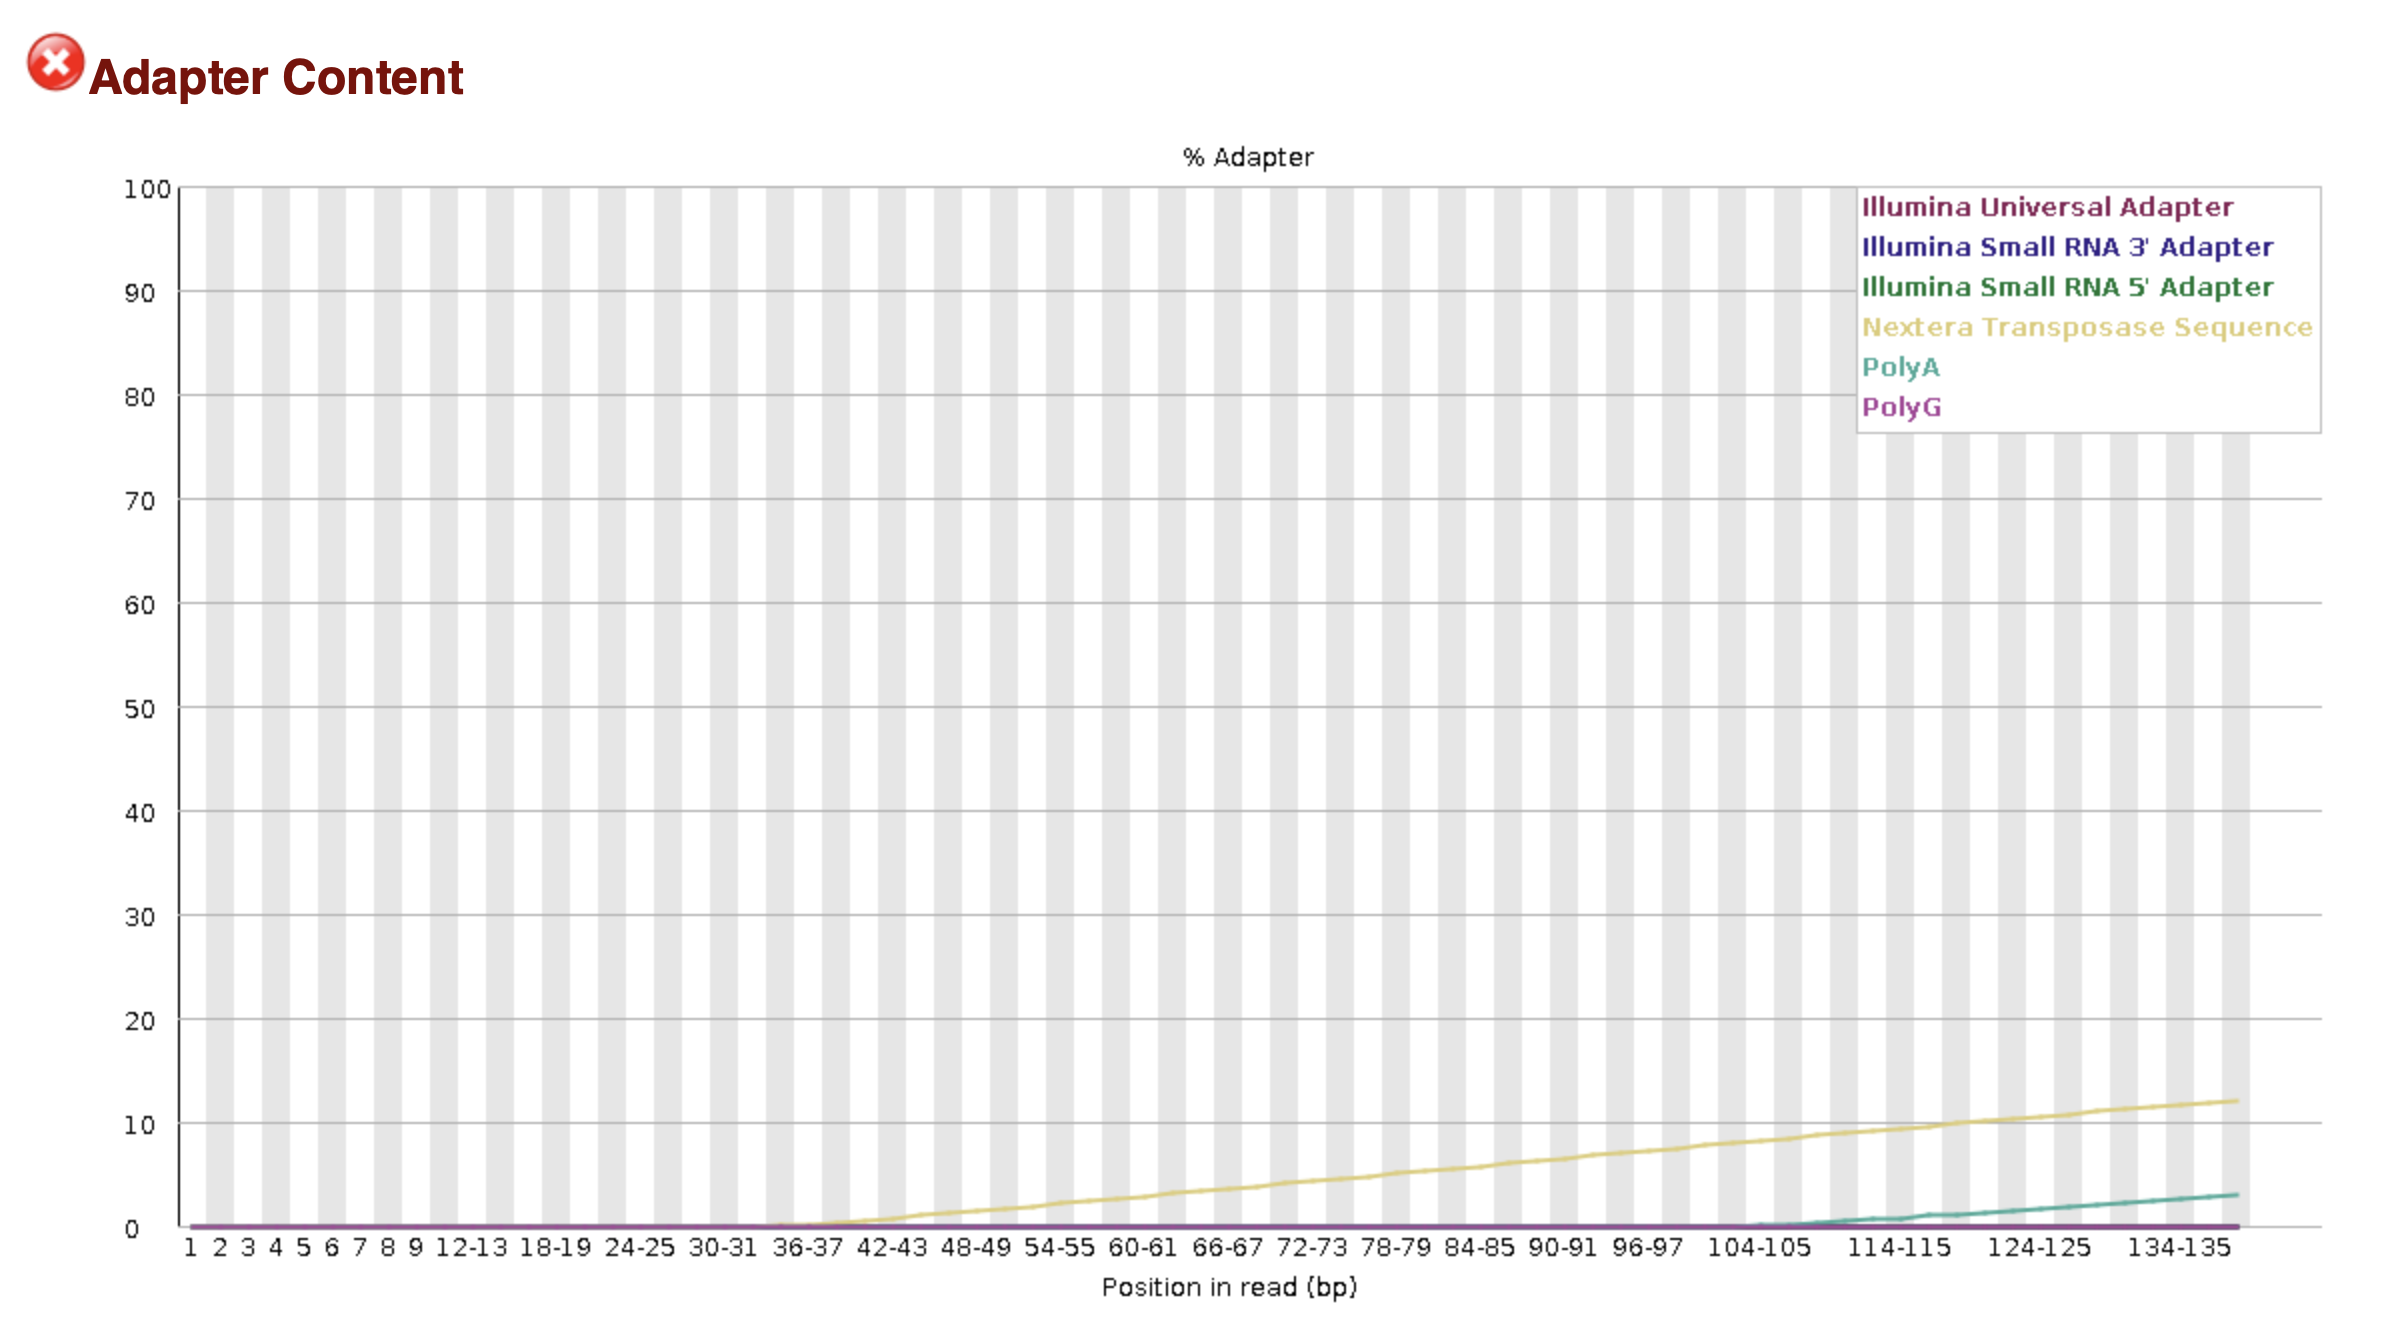 Adapter Content
% Adapter
100
90
80
70
60
50
40
30
20
10
0
Illumina Universal Adapter
Illumina Small RNA 3' Adapter
Illumina Small RNA 5' Adapter
Nextera Transposase Sequence
PolyA
PolyG
1 2 3 4 5 6 7 8 9 12-13 18-19 24-25 30-31 36-37 42-43 48-49 54-55 60-61 66-67 72-73 78-79 84-85 90-91 96-97 104-105 114-115 124-125 134-135
Position in read (bp)